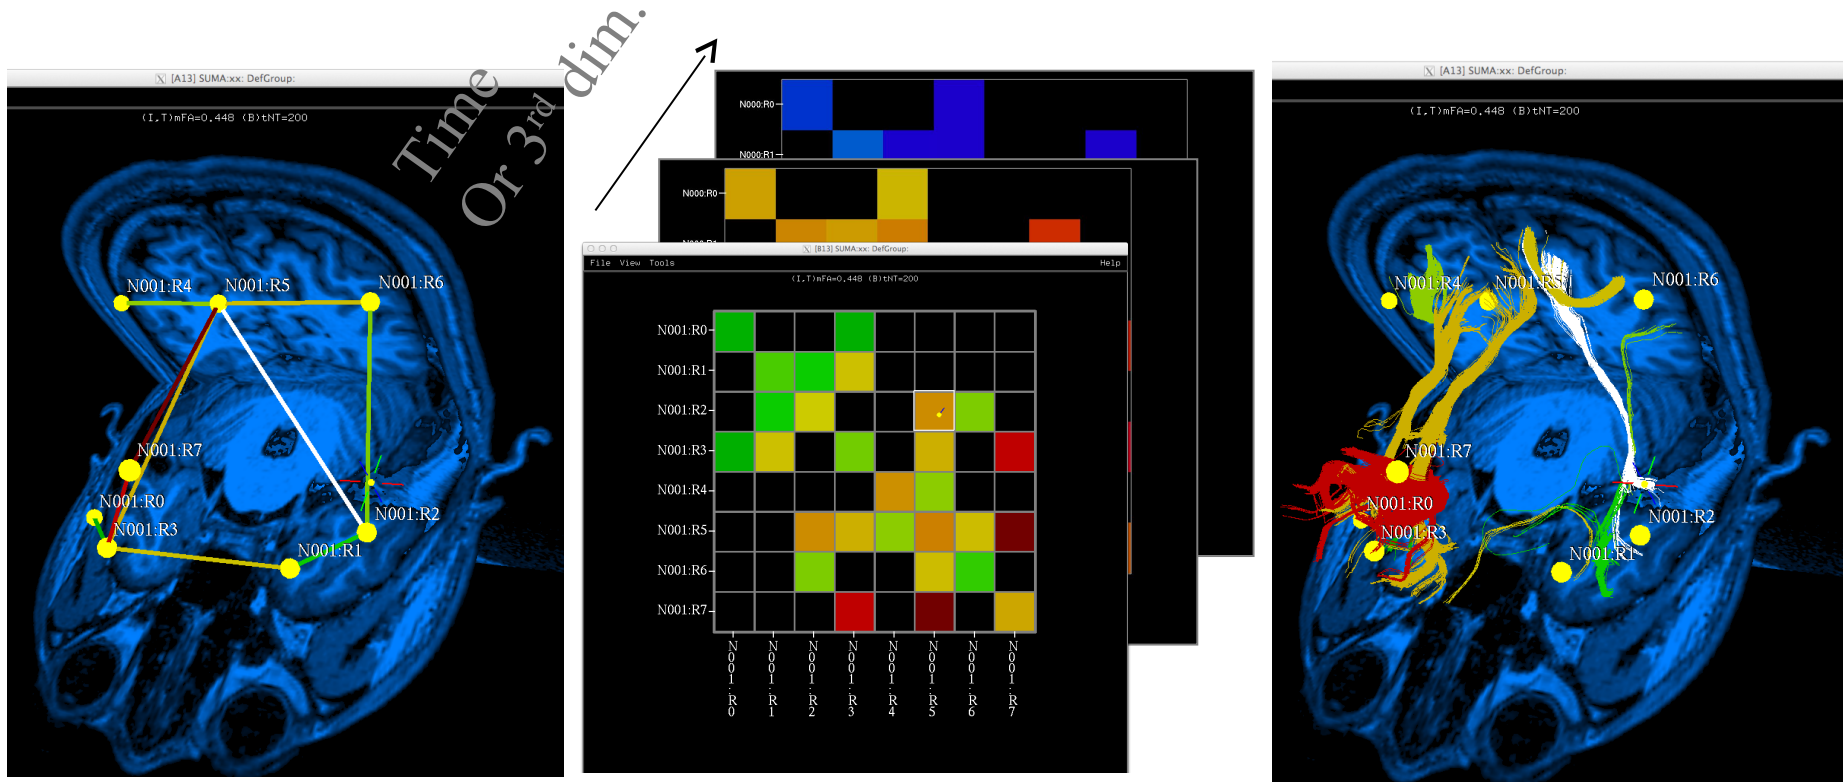 [A13] SUMA:xx: DefGroup:
(I,T)mFA=0.448 (B)tNT=200
N001:R4
N001:R5
N001:R6
N001:R7
N001:R0
N001:R3
N001:R2
N001:R1
Time
Or 3rd dim.
N000:R0
N000:R1
N000:R0
[B13] SUMA:xx: DefGroup:
File View Tools Help
(I,T)mFA=0.448 (B)tNT=200
N001:R0
N001:R1
N001:R2
N001:R3
N001:R4
N001:R5
N001:R6
N001:R7
N001:R0
N001:R1
N001:R2
N001:R3
N001:R4
N001:R5
N001:R6
N001:R7
[A13] SUMA:xx: DefGroup:
(I,T)mFA=0.448 (B)tNT=200
N001:R4
N001:R5
N001:R6
N001:R7
N001:R0
N001:R3
N001:R2
N001:R1